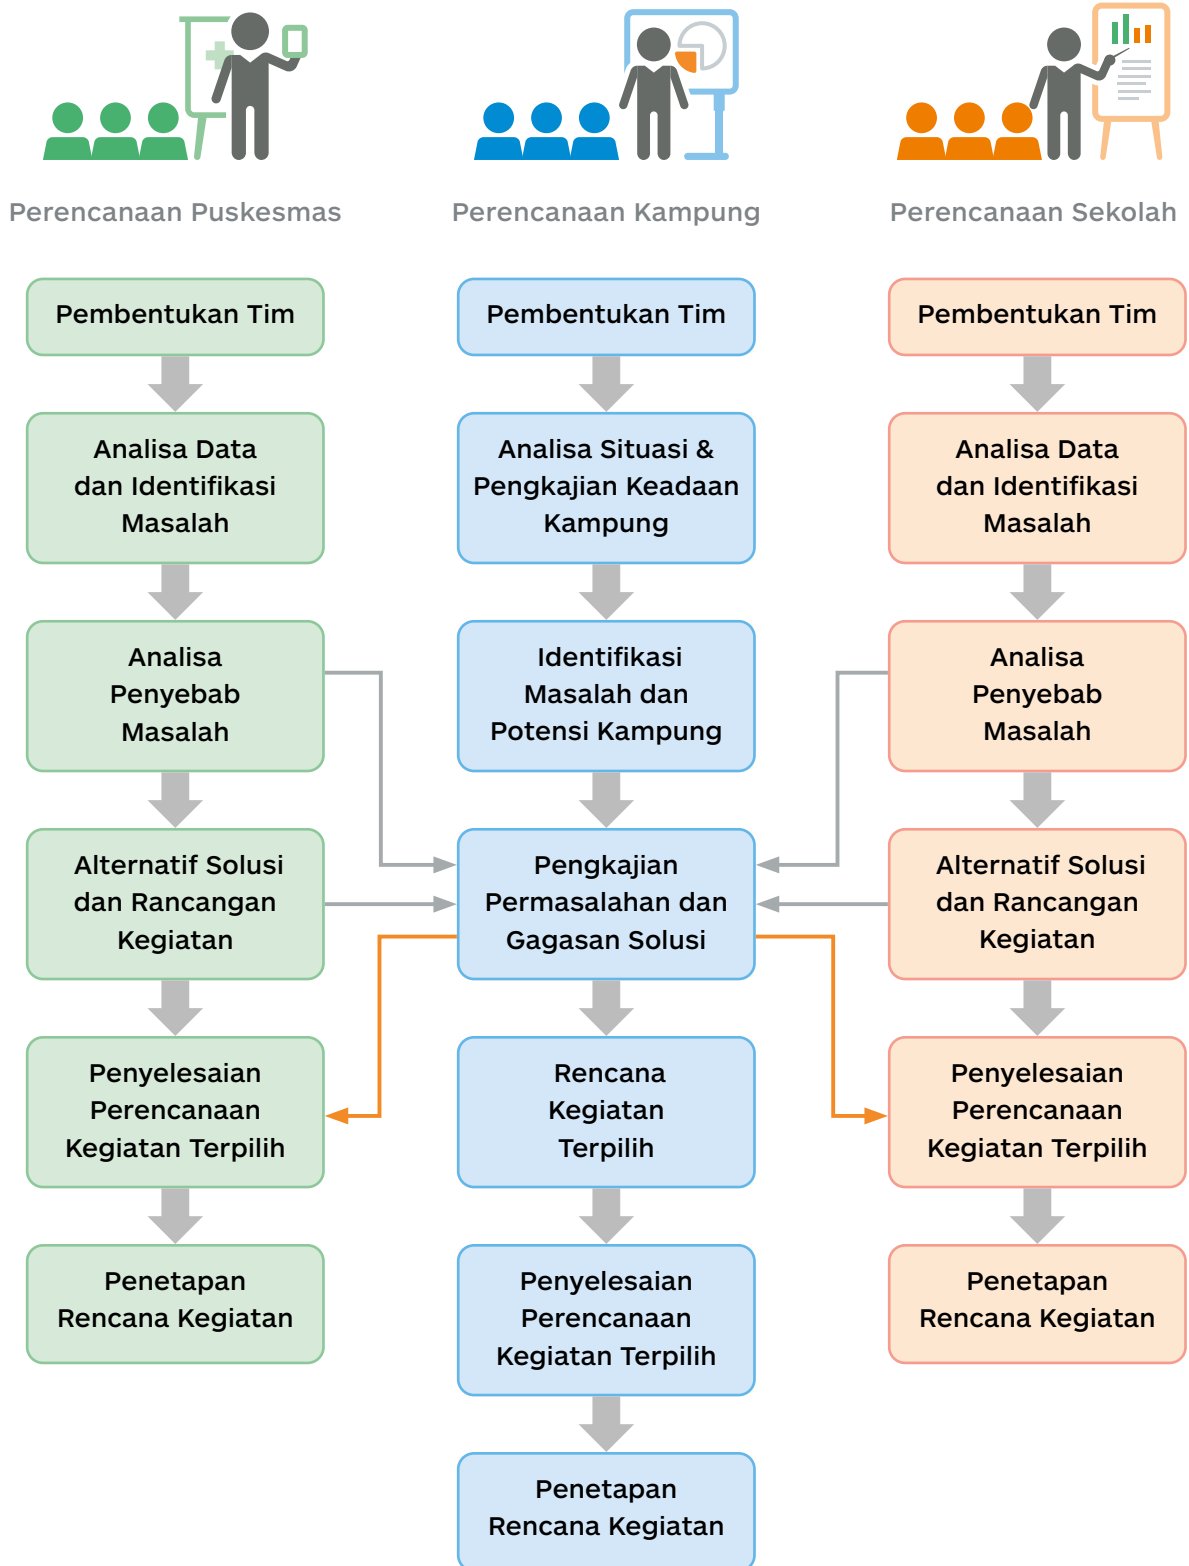 Perencanaan Puskesmas
Perencanaan Kampung
Perencanaan Sekolah
Pembentukan Tim
Analisa Data
dan Identifikasi
Masalah
Analisa
Penyebab
Masalah
Alternatif Solusi
dan Rancangan
Kegiatan
Penyelesaian
Perencanaan
Kegiatan Terpilih
Penetapan
Rencana Kegiatan
Pembentukan Tim
Analisa Situasi &
Pengkajian Keadaan
Kampung
Identifikasi
Masalah dan
Potensi Kampung
Pengkajian
Permasalahan dan
Gagasan Solusi
Rencana
Kegiatan
Terpilih
Penyelesaian
Perencanaan
Kegiatan Terpilih
Penetapan
Rencana Kegiatan
Pembentukan Tim
Analisa Data
dan Identifikasi
Masalah
Analisa
Penyebab
Masalah
Alternatif Solusi
dan Rancangan
Kegiatan
Penyelesaian
Perencanaan
Kegiatan Terpilih
Penetapan
Rencana Kegiatan